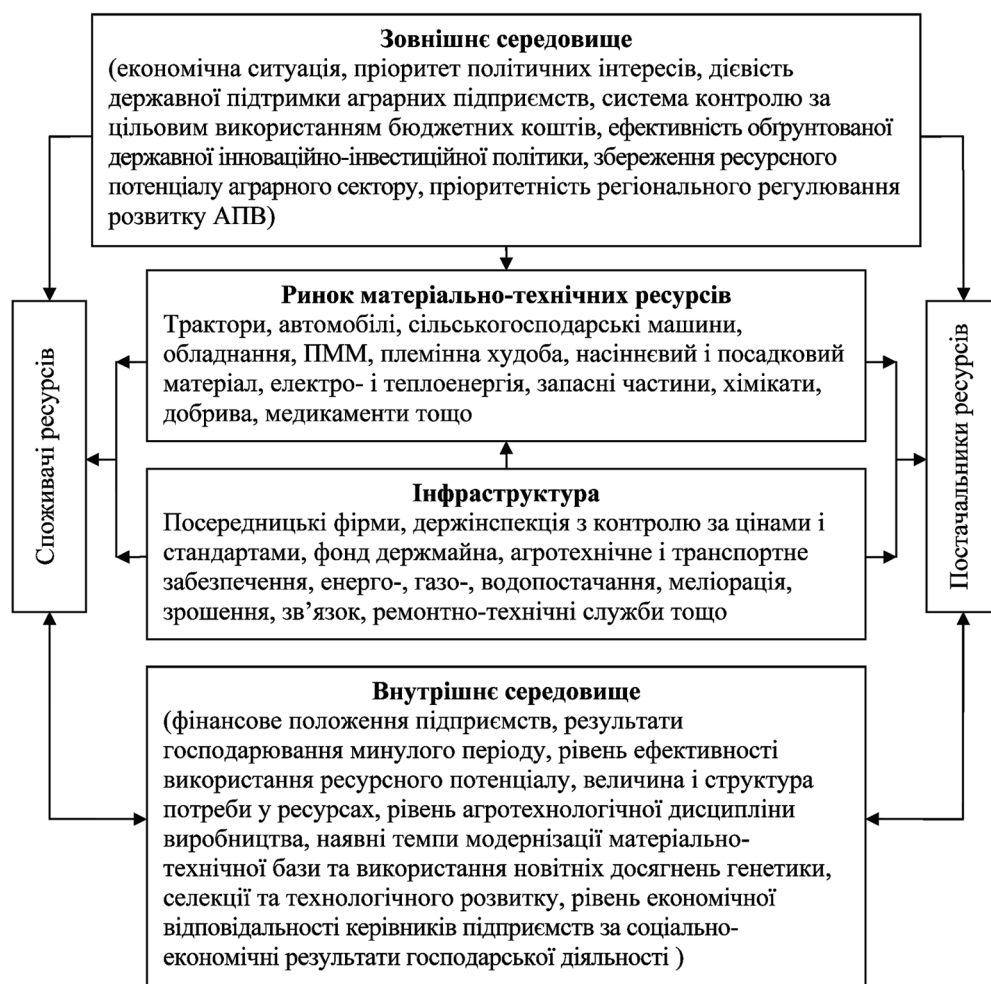 Зовнішнє середовище
(економічна ситуація, пріоритет політичних інтересів, дієвість
державної підтримки аграрних підприємств, система контролю за
цільовим використанням бюджетних коштів, ефективність обґрунтованої
державної інноваційно-інвестиційної політики, збереження ресурсного
потенціалу аграрного сектору, пріоритетність регіонального регулювання
розвитку АПВ)
Споживачі ресурсів
Ринок матеріально-технічних ресурсів
Трактори, автомобілі, сільськогосподарські машини,
обладнання, ПММ, племінна худоба, насіннєвий і посадковий
матеріал, електро- і теплоенергія, запасні частини, хімікати,
добрива, медикаменти тощо
Інфраструктура
Посередницькі фірми, держінспекція з контролю за цінами і
стандартами, фонд держмайна, агротехнічне і транспортне
забезпечення, енерго-, газо-, водопостачання, меліорація,
зрошення, зв’язок, ремонтно-технічні служби тощо
Постачальники ресурсів
Внутрішнє середовище
(фінансове положення підприємств, результати
господарювання минулого періоду, рівень ефективності
використання ресурсного потенціалу, величина і структура
потреби у ресурсах, рівень агротехнологічної дисципліни
виробництва, наявні темпи модернізації матеріально-
технічної бази та використання новітніх досягнень генетики,
селекції та технологічного розвитку, рівень економічної
відповідальності керівників підприємств за соціально-
економічні результати господарської діяльності )